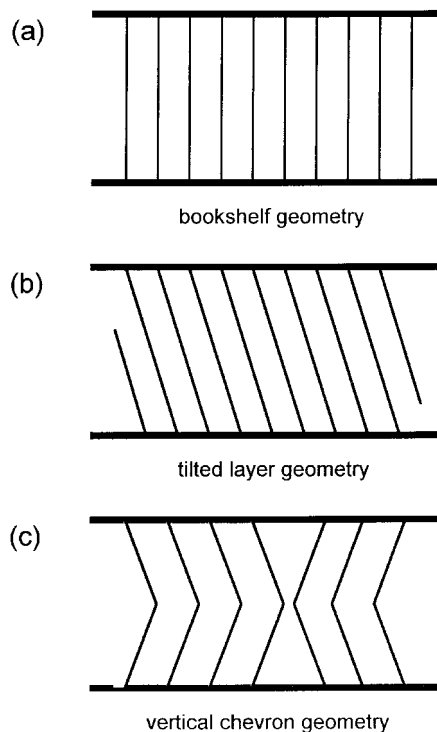 (a)
bookshelf geometry
(b)
tilted layer geometry
(c)
vertical chevron geometry